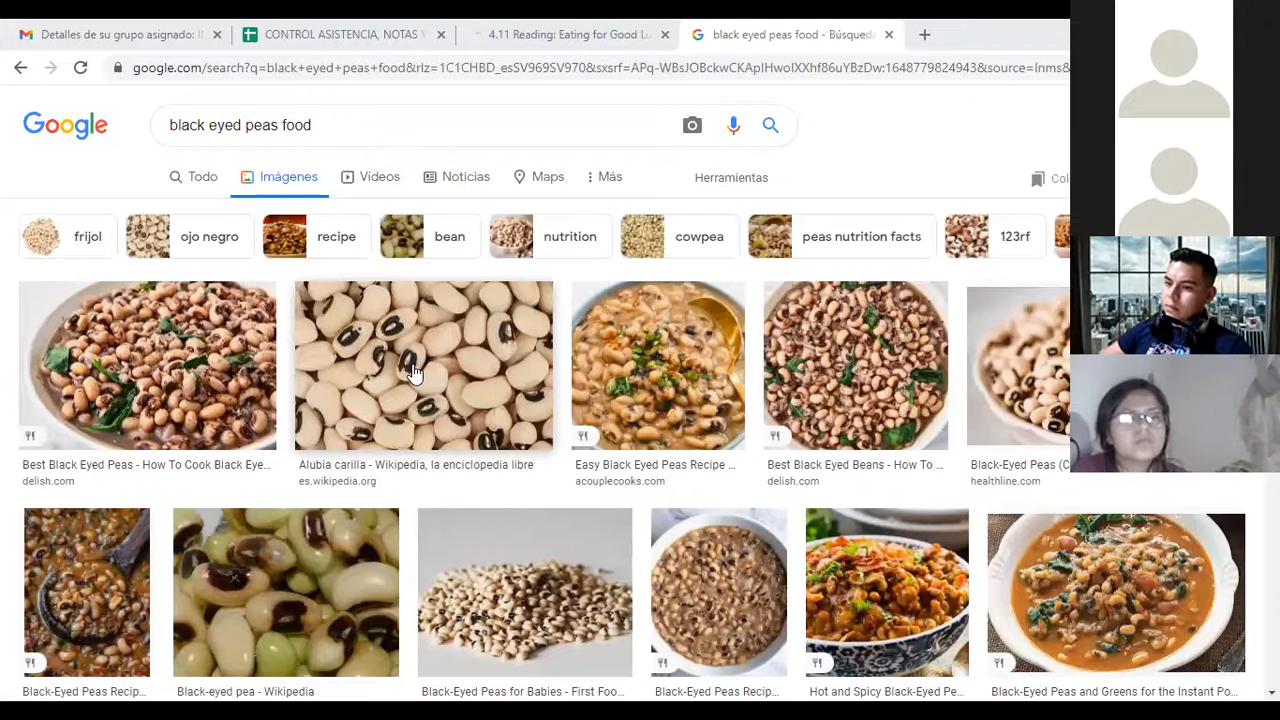 Detalles de su grupo asignado: I
CONTROL ASISTENCIA, NOTAS Y
4.11 Reading: Eating for Good Lu
black eyed peas food - Búsqued
google.com/search?q=black+eyed+peas+food&rlz=1C1CHBD_esSV969SV970&sxsrf=APq-WBsJOBckwCKApIHwoIXXhf86uYBzDw:1648779824943&source=lnms&
Google
black eyed peas food
Todo
Imágenes
Videos
Noticias
Maps
Más
Herramientas
Col
frijol
ojo negro
recipe
bean
nutrition
cowpea
peas nutrition facts
123rf
Best Black Eyed Peas - How To Cook Black Eye...
delish.com
Alubia carilla - Wikipedia, la enciclopedia libre
es.wikipedia.org
Easy Black Eyed Peas Recipe ...
acouplecooks.com
Best Black Eyed Beans - How To ...
delish.com
Black-Eyed Peas (C
healthline.com
Black-Eyed Peas Recip...
Black-eyed pea - Wikipedia
Black-Eyed Peas for Babies - First Foo...
Black-Eyed Peas Recip...
Hot and Spicy Black-Eyed Pe...
Black-Eyed Peas and Greens for the Instant Po...